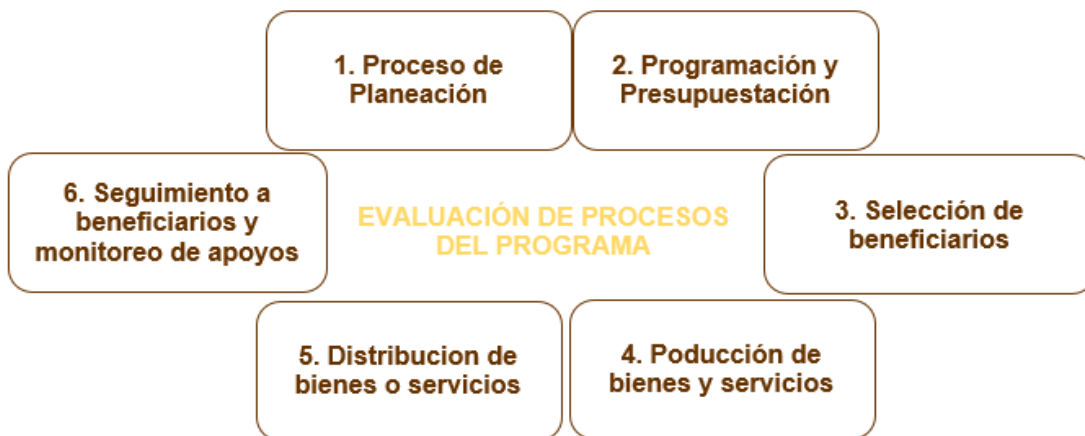 1. Proceso de
Planeación
2. Programación y
Presupuestación
3. Selección de
beneficiarios
4. Poducción de
bienes y servicios
5. Distribucion de
bienes o servicios
6. Seguimiento a
beneficiarios y
monitoreo de apoyos
EVALUACIÓN DE PROCESOS
DEL PROGRAMA